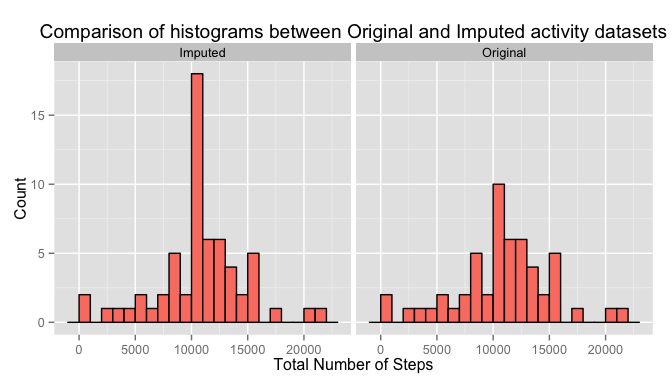 Comparison of histograms between Original and Imputed activity datasets
Imputed
Original
Count
15
10
5
0
0 5000 10000 15000 20000
0 5000 10000 15000 20000
Total Number of Steps